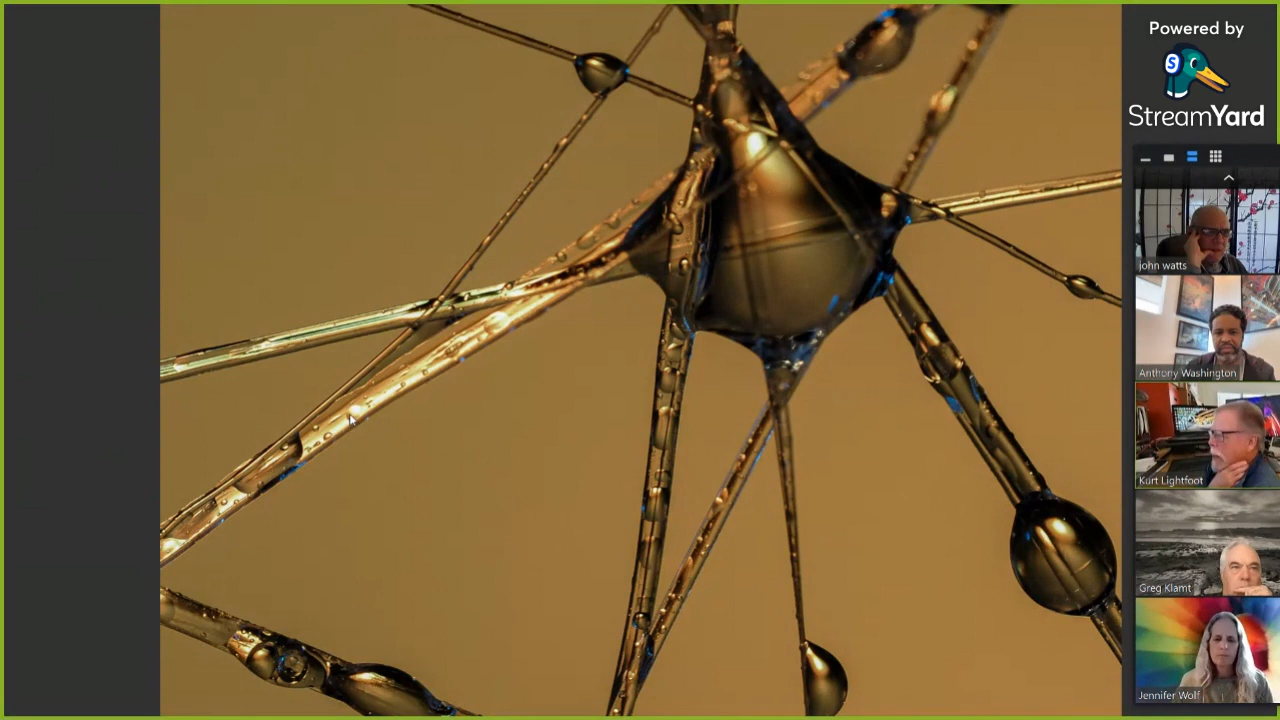 Powered by
StreamYard
john watts
Anthony Washington
Kurt Lightfoot
Greg Klamt
Jennifer Wolf